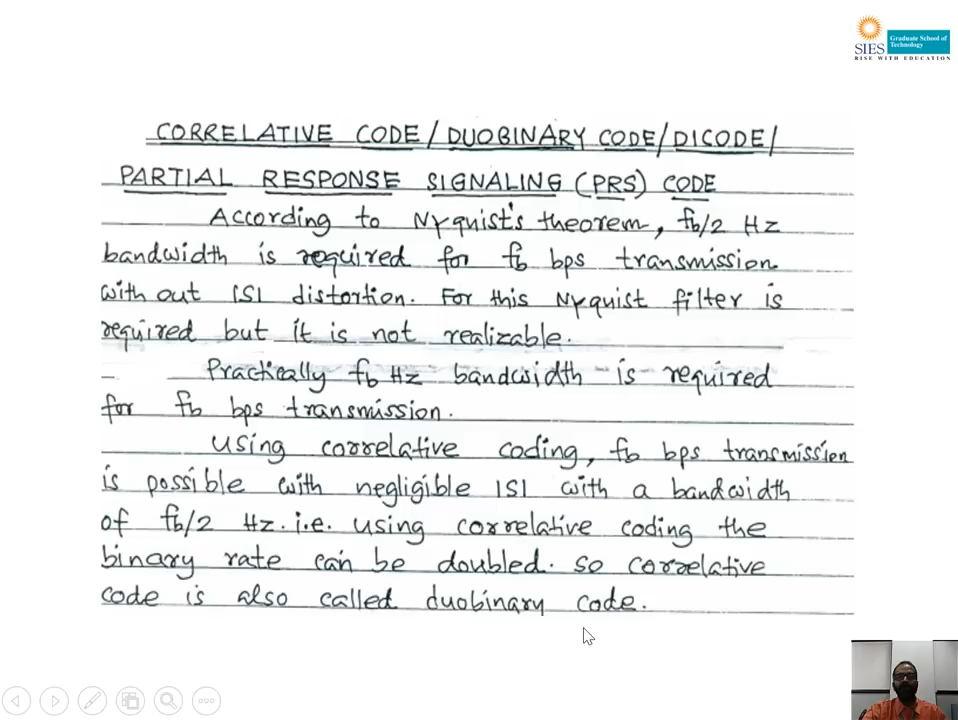 SIES
Graduate School of
Technology
RISE WITH EDUCATION
CORRELATIVE CODE/DUOBINARY CODE/DICODE/
PARTIAL RESPONSE SIGNALING (PRS) CODE
According to Nyquist's theorem, fb/2 Hz
bandwidth is required for fb bps transmission
with out ISI distortion. For this Nyquist filter is
required but it is not realizable.
Practically fb Hz bandwidth is required
for fb bps transmission.
Using correlative coding, fb bps transmission
is possible with negligible ISI with a bandwidth
of fb/2 Hz. i.e. using correlative coding the
binary rate can be doubled. So correlative
code is also called duobinary code.